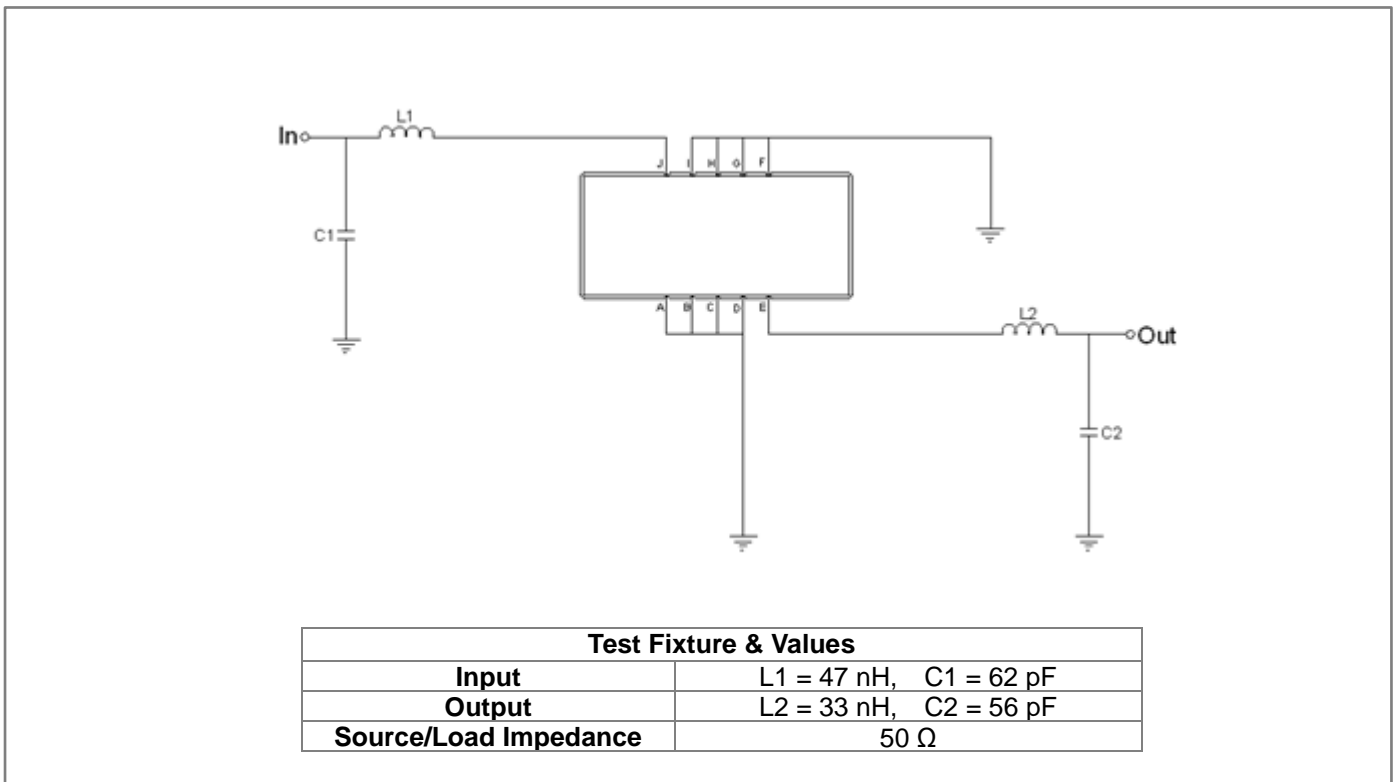 L1
In
J I H G F
C1
A B C D E
L2
Out
C2
Test Fixture & Values
Input L1 = 47 nH, C1 = 62 pF
Output L2 = 33 nH, C2 = 56 pF
Source/Load Impedance 50 Ω